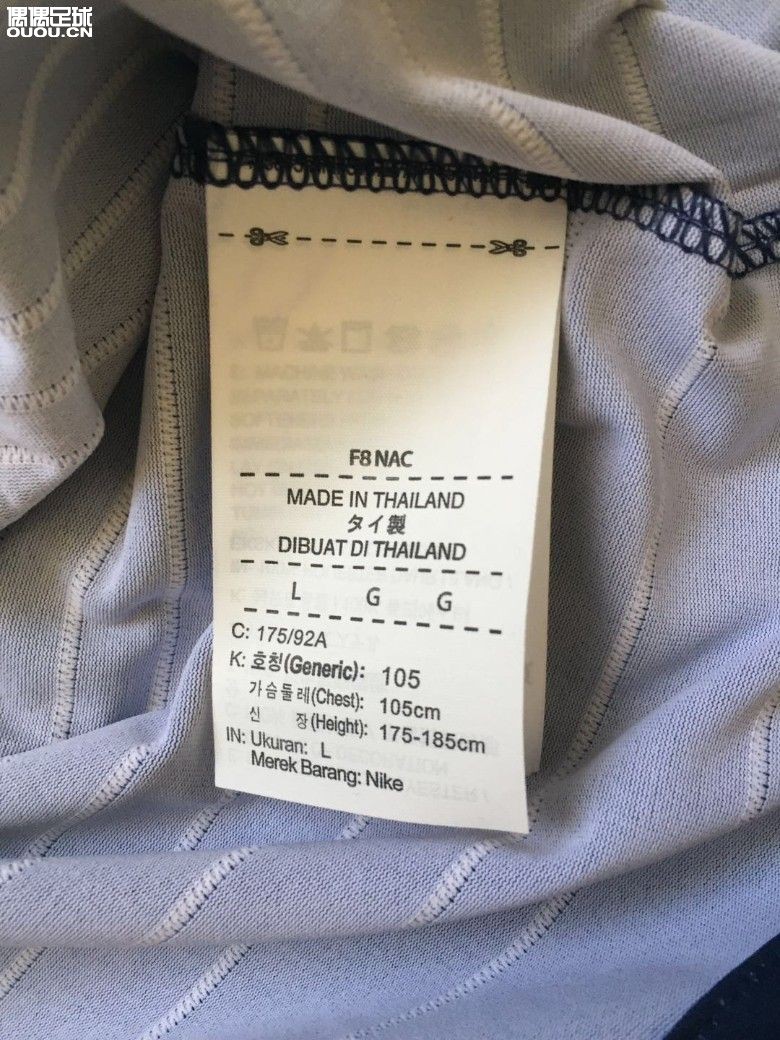 偶偶足球
OUOU.CN
F8 NAC
MADE IN THAILAND
タイ製
DIBUAT DI THAILAND
L G G
C: 175/92A
K: 호칭(Generic): 105
가슴둘레(Chest): 105cm
신 장(Height): 175-185cm
IN: Ukuran: L
Merek Barang: Nike